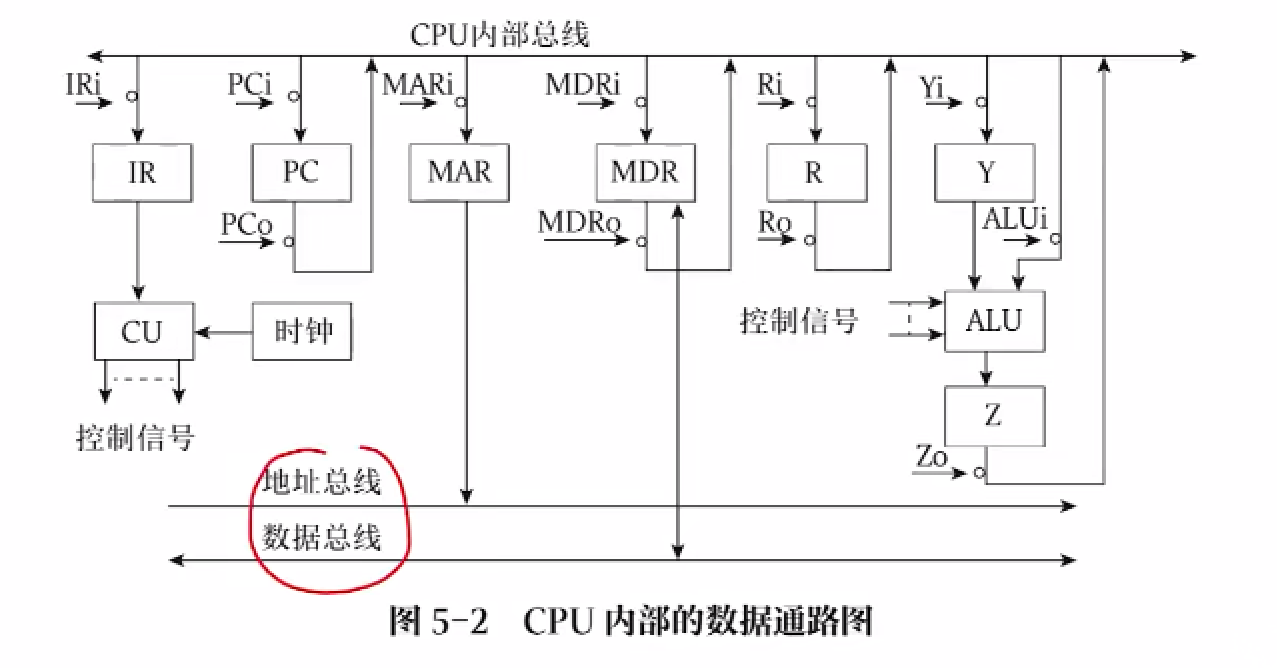 CPU内部总线
IRi
PCi
MARi
MDRi
Ri
Yi
IR
PC
MAR
MDR
R
Y
PCo
MDRo
Ro
ALUi
CU
时钟
控制信号
ALU
控制信号
Z
Zo
地址总线
数据总线
图 5-2 CPU 内部的数据通路图